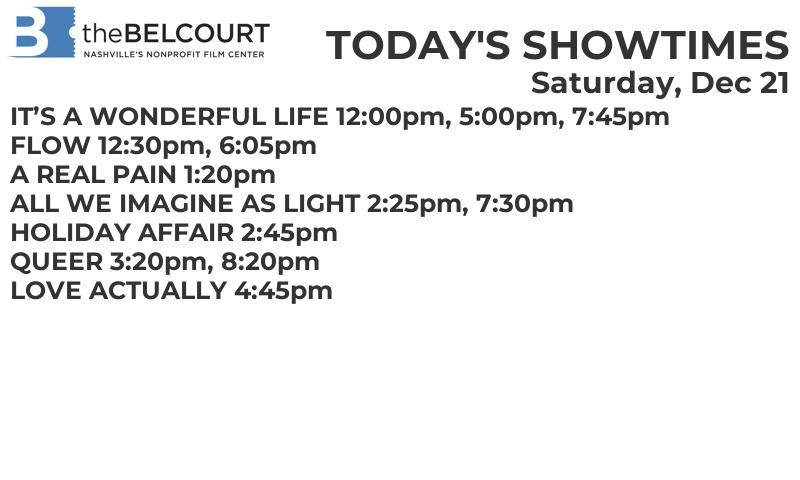 B theBELCOURT
NASHVILLE'S NONPROFIT FILM CENTER
TODAY'S SHOWTIMES
Saturday, Dec 21
IT’S A WONDERFUL LIFE 12:00pm, 5:00pm, 7:45pm
FLOW 12:30pm, 6:05pm
A REAL PAIN 1:20pm
ALL WE IMAGINE AS LIGHT 2:25pm, 7:30pm
HOLIDAY AFFAIR 2:45pm
QUEER 3:20pm, 8:20pm
LOVE ACTUALLY 4:45pm